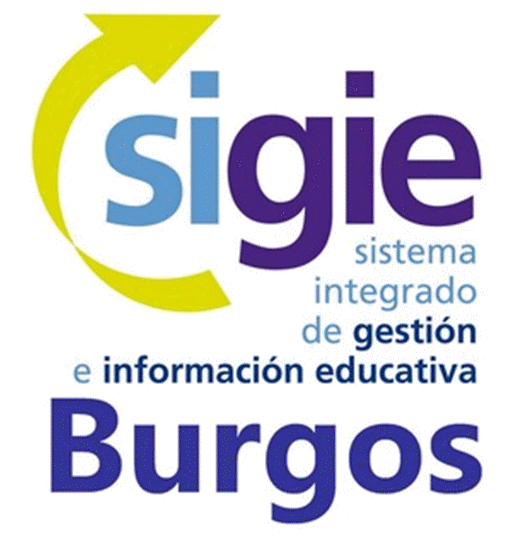 sigie
sistema
integrado
de gestión
e información educativa
Burgos